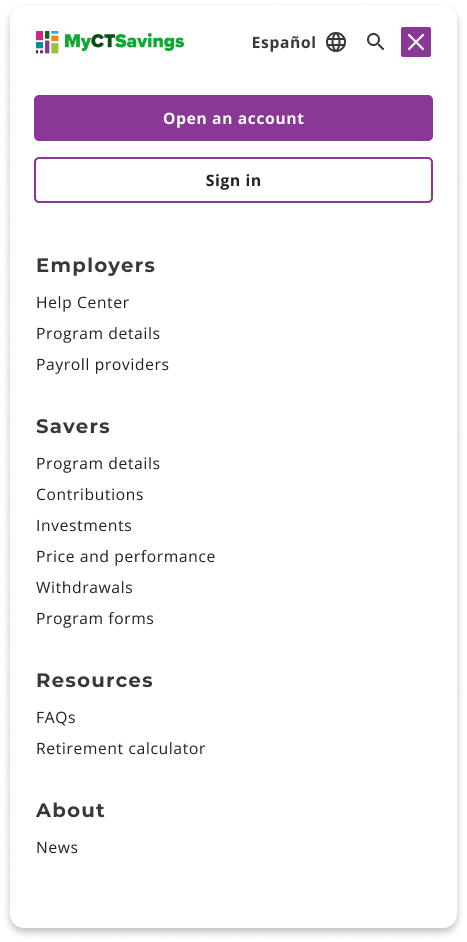 MyCTSavings
Español
Open an account
Sign in
Employers
Help Center
Program details
Payroll providers
Savers
Program details
Contributions
Investments
Price and performance
Withdrawals
Program forms
Resources
FAQs
Retirement calculator
About
News